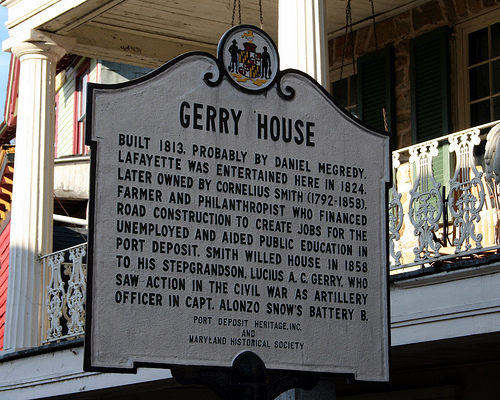 GERRY HOUSE
BUILT 1813, PROBABLY BY DANIEL MEGREDY.
LAFAYETTE WAS ENTERTAINED HERE IN 1824.
LATER OWNED BY CORNELIUS SMITH (1792-1858),
FARMER AND PHILANTHROPIST WHO FINANCED
ROAD CONSTRUCTION TO CREATE JOBS FOR THE
UNEMPLOYED AND AIDED PUBLIC EDUCATION IN
PORT DEPOSIT. SMITH WILLED HOUSE IN 1858
TO HIS STEPGRANDSON, LUCIUS A. C. GERRY, WHO
SAW ACTION IN THE CIVIL WAR AS ARTILLERY
OFFICER IN CAPT. ALONZO SNOW'S BATTERY B.
PORT DEPOSIT HERITAGE, INC.
AND
MARYLAND HISTORICAL SOCIETY